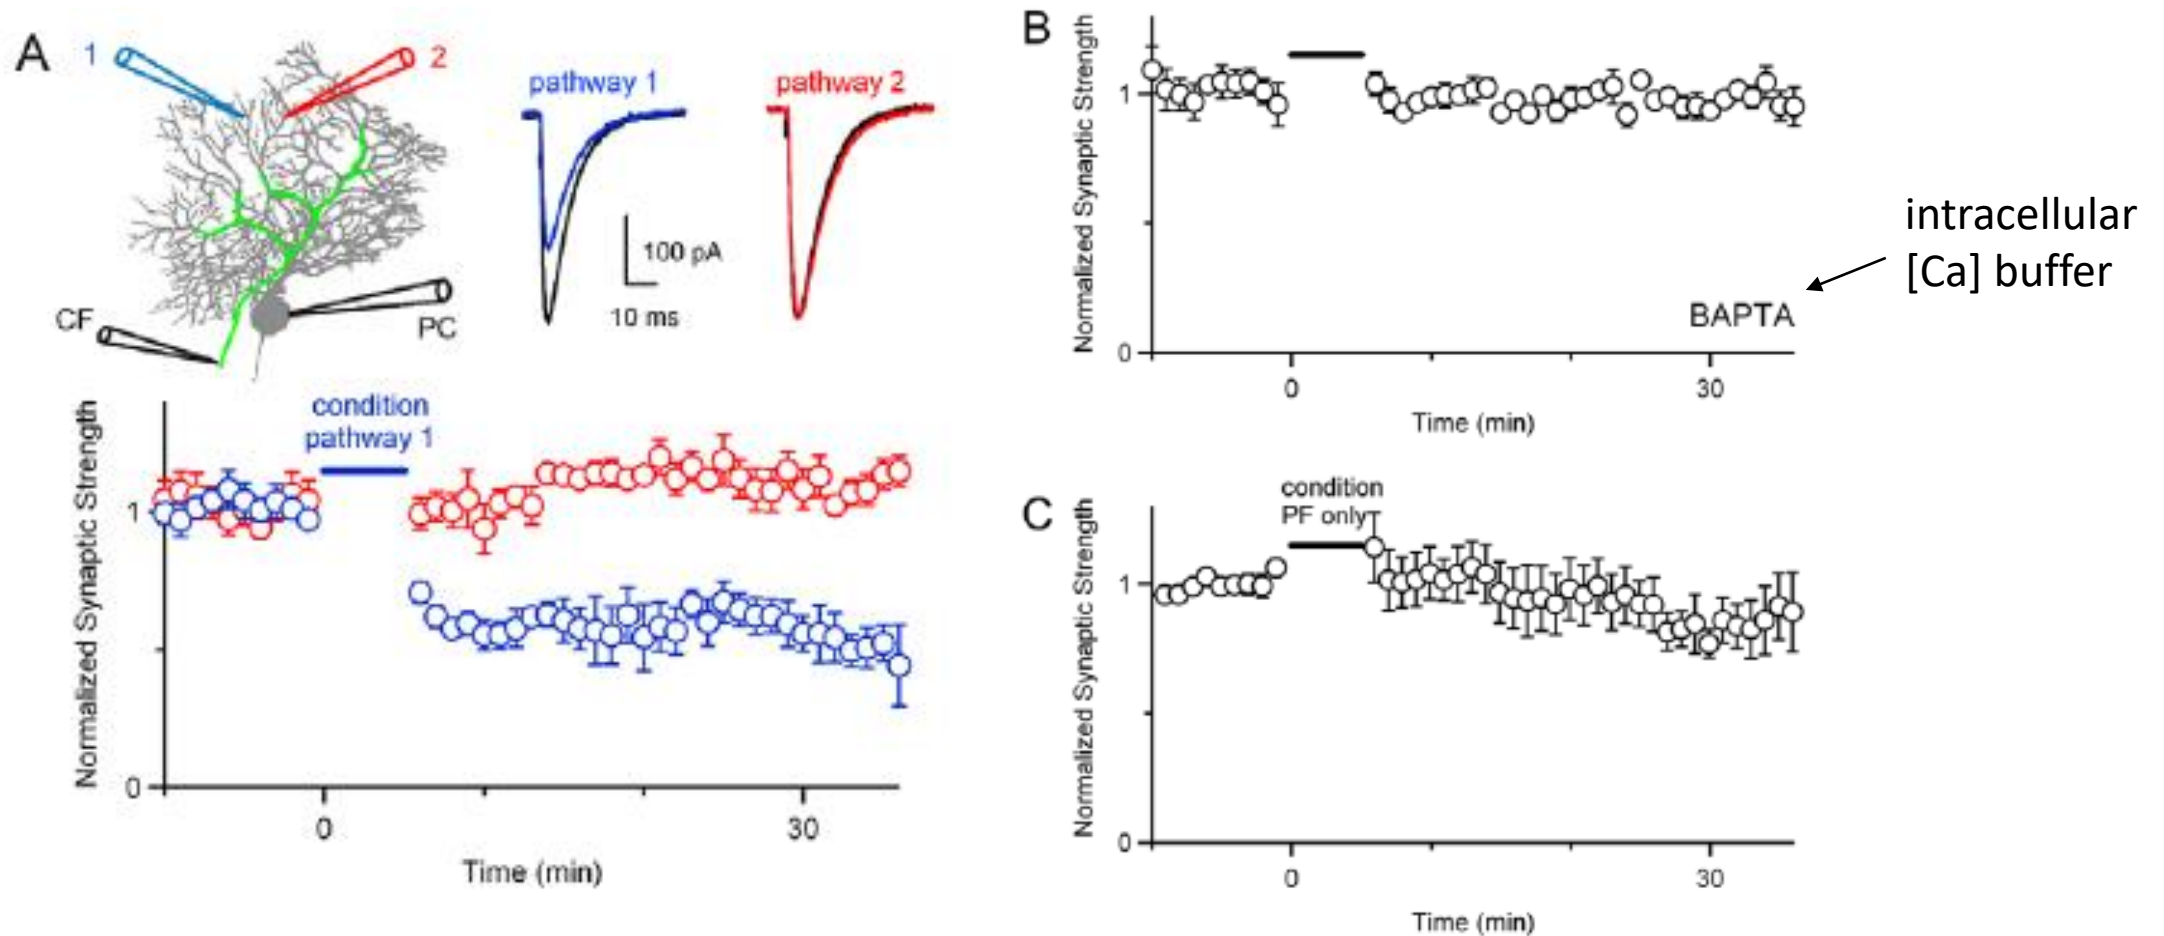 A
1
2
CF
PC
pathway 1
pathway 2
100 pA
10 ms
condition
pathway 1
Normalized Synaptic Strength
1
0
0
30
Time (min)
B
Normalized Synaptic Strength
1
0
BAPTA
0
30
Time (min)
intracellular
[Ca] buffer
C
condition
PF only
Normalized Synaptic Strength
1
0
0
30
Time (min)